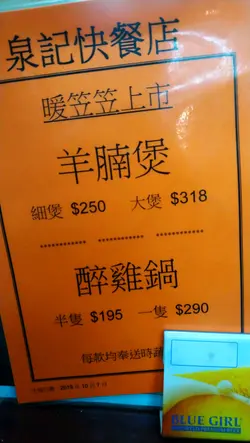 泉記快餐店
暖笠笠上市
羊腩煲
細煲 $250 大煲 $318
醉雞鍋
半隻 $195 一隻 $290
每款均奉送時蔬
BLUE GIRL